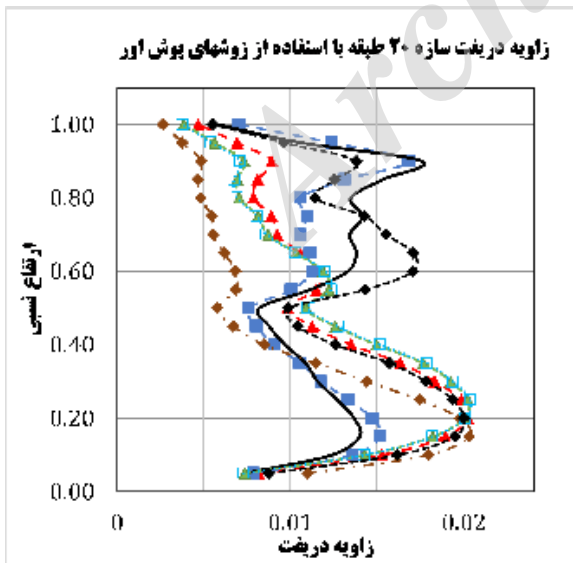 زاویه دریفت سازه ۲۰ طبقه با استفاده از روشهای پوش اور
Arch
1.00
0.80
0.60
0.40
0.20
0.00
ارتفاع نسبی
0
0.01
0.02
زاویه دریفت